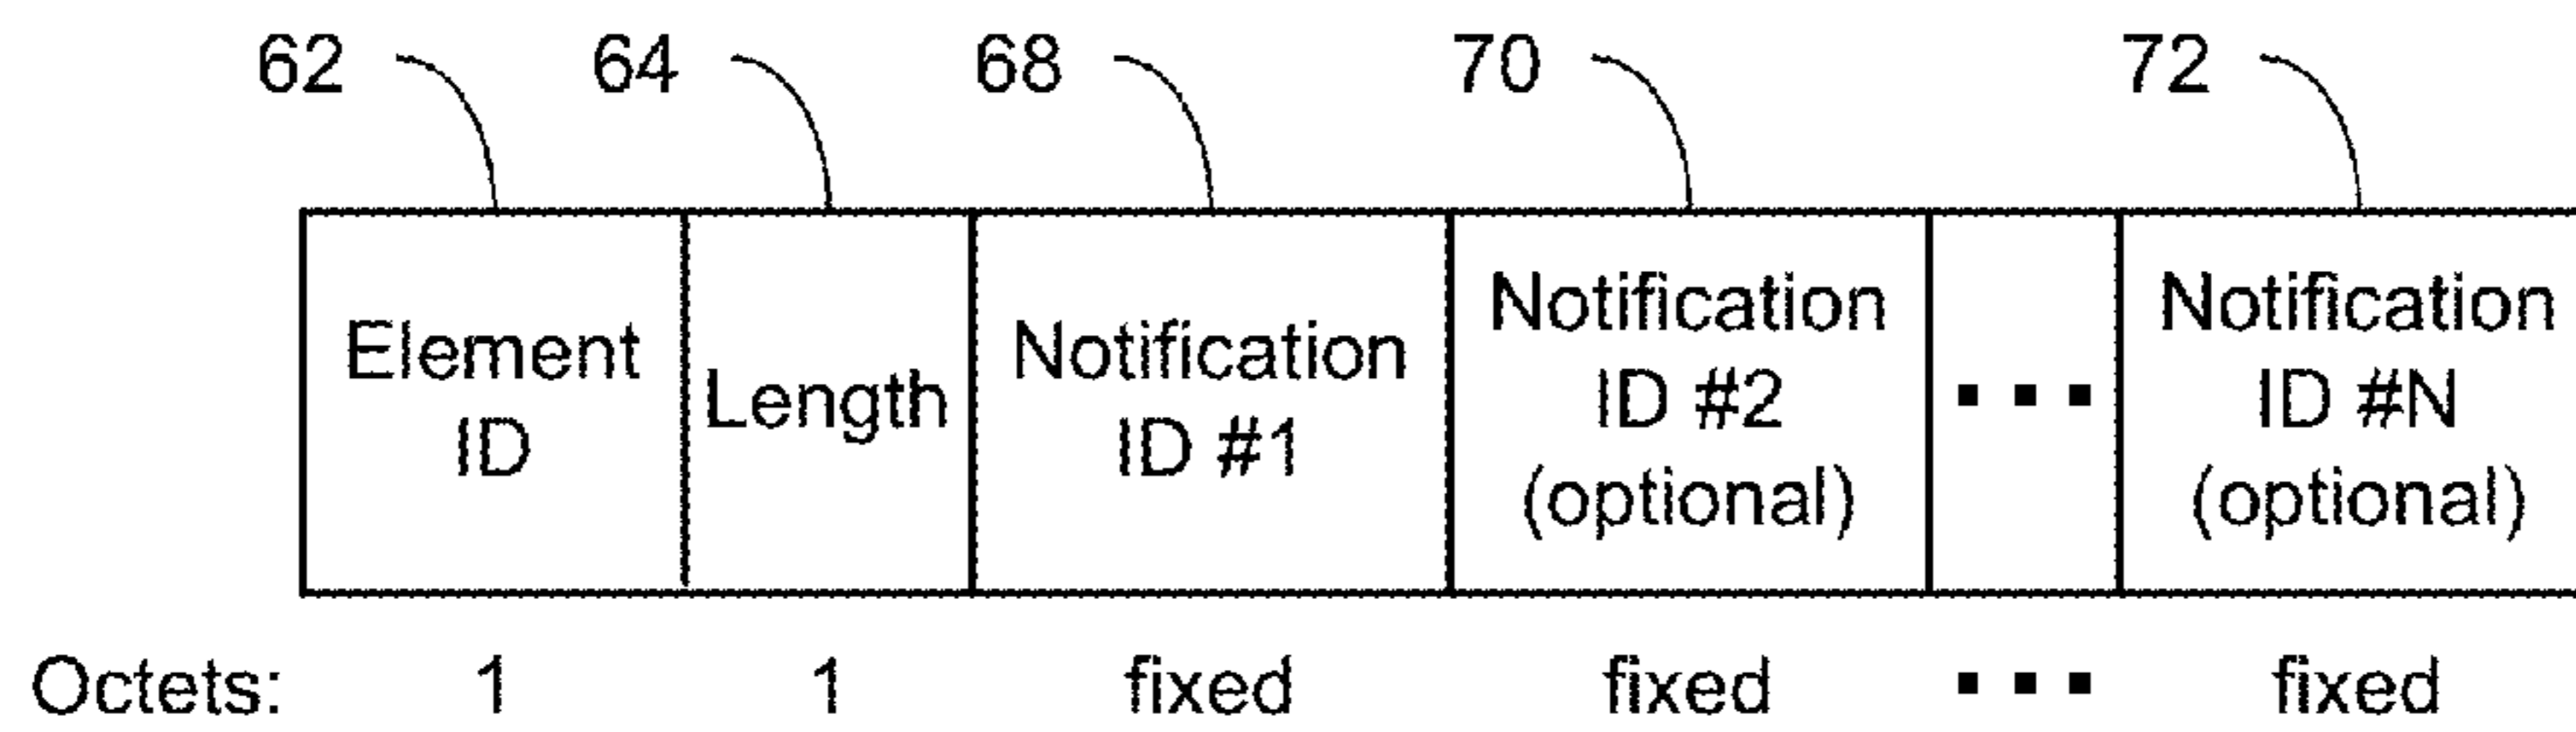 62 64 68 70 72
Element
ID
Length
Notification
ID #1
Notification
ID #2
(optional)
...
Notification
ID #N
(optional)
Octets: 1 1 fixed fixed ... fixed